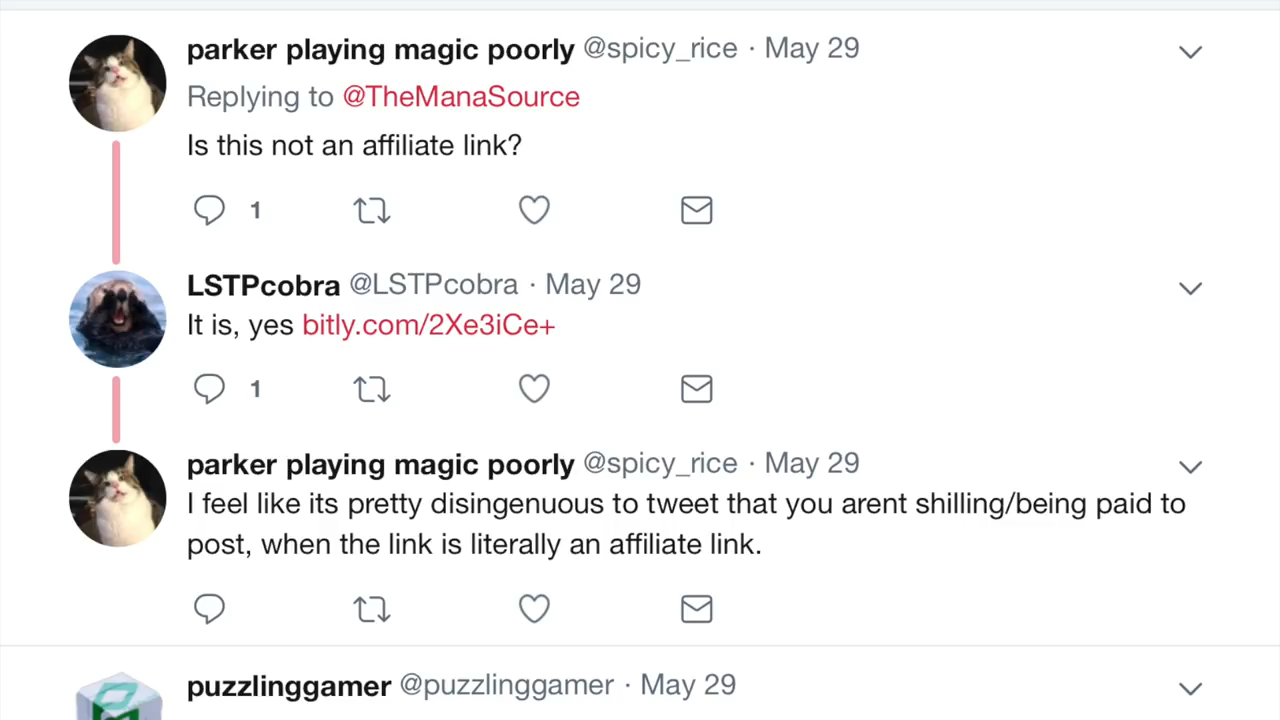 parker playing magic poorly @spicy_rice · May 29
Replying to @TheManaSource
Is this not an affiliate link?
1
LSTPcobra @LSTPcobra · May 29
It is, yes bitly.com/2Xe3iCe+
1
parker playing magic poorly @spicy_rice · May 29
I feel like its pretty disingenuous to tweet that you arent shilling/being paid to
post, when the link is literally an affiliate link.
puzzlinggamer @puzzlinggamer · May 29